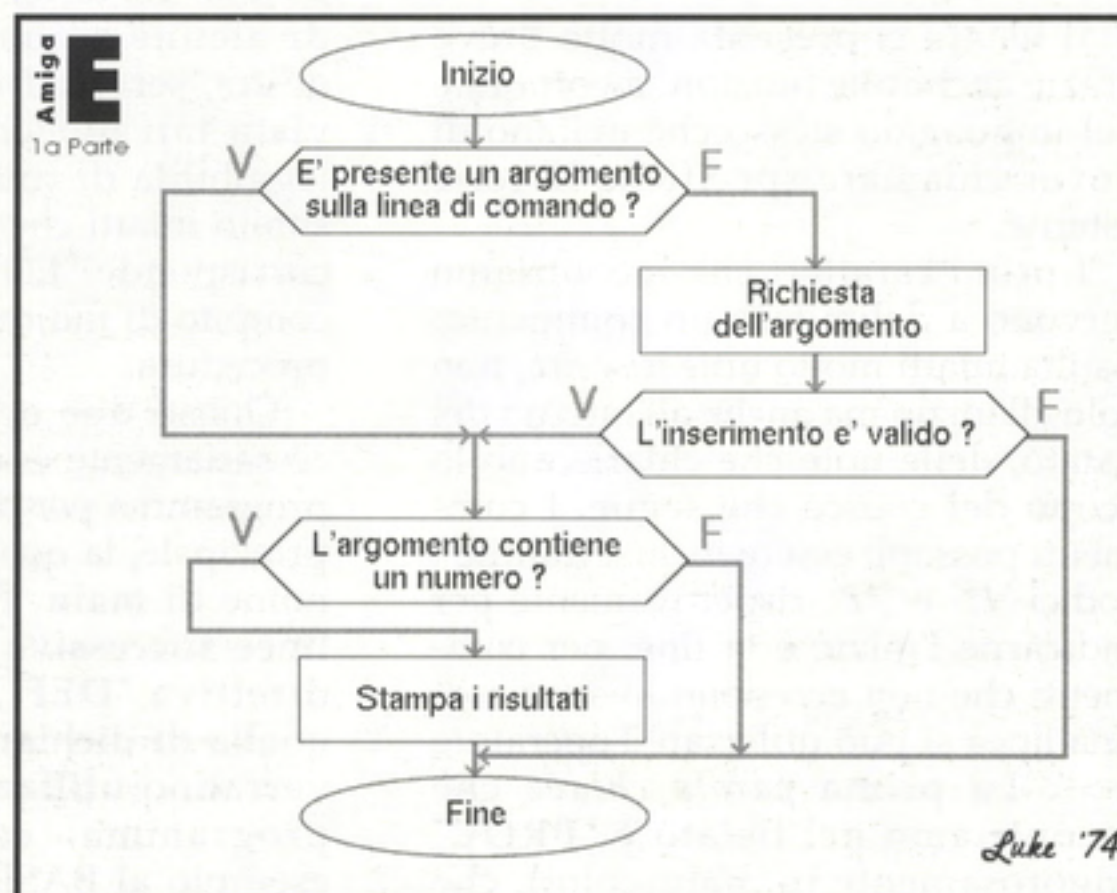 Amiga
E
1a Parte
Inizio
V
E' presente un argomento
sulla linea di comando ?
F
Richiesta
dell'argomento
V
L'inserimento e' valido ?
F
V
L'argomento contiene
un numero ?
F
Stampa i risultati
Fine
Luke '74